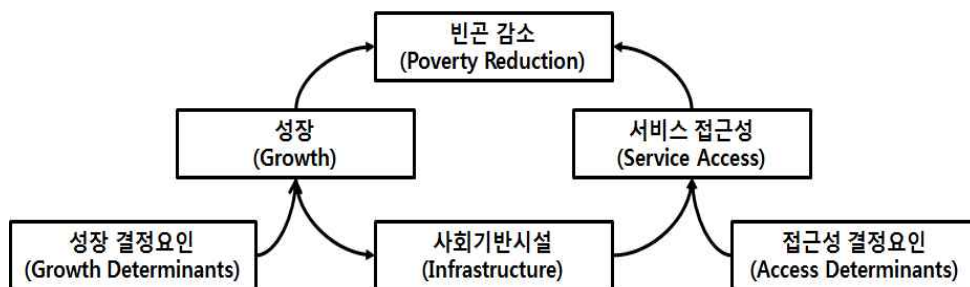 빈곤 감소
(Poverty Reduction)
성장
(Growth)
서비스 접근성
(Service Access)
성장 결정요인
(Growth Determinants)
사회기반시설
(Infrastructure)
접근성 결정요인
(Access Determinants)